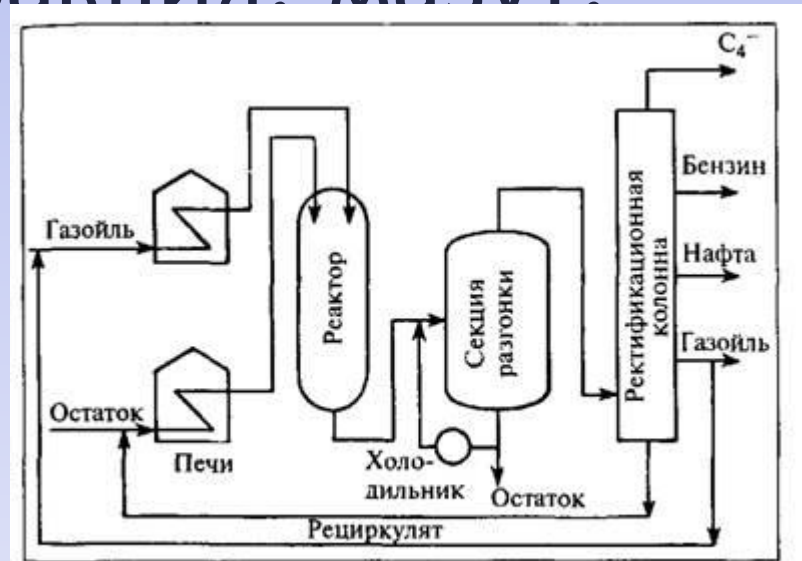 C₄⁻
Бензин
Нафта
Газойль
Газойль
Остаток
Печи
Реактор
Секция
разгонки
Ректификационная
колонна
Холо-
дильник
Остаток
Рециркулят